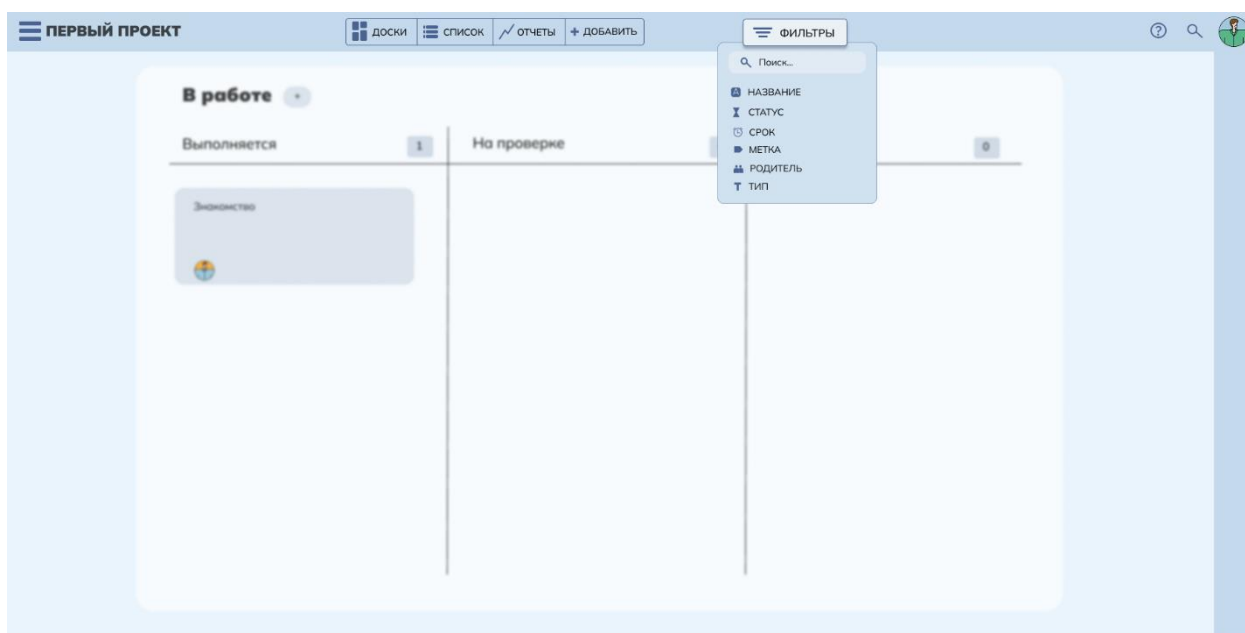 ПЕРВЫЙ ПРОЕКТ
ДОСКИ
СПИСОК
ОТЧЕТЫ
+ ДОБАВИТЬ
ФИЛЬТРЫ
Поиск...
НАЗВАНИЕ
СТАТУС
СРОК
МЕТКА
РОДИТЕЛЬ
Т ТИП
В работе +
Выполняется 1
На проверке
0
Знакомство